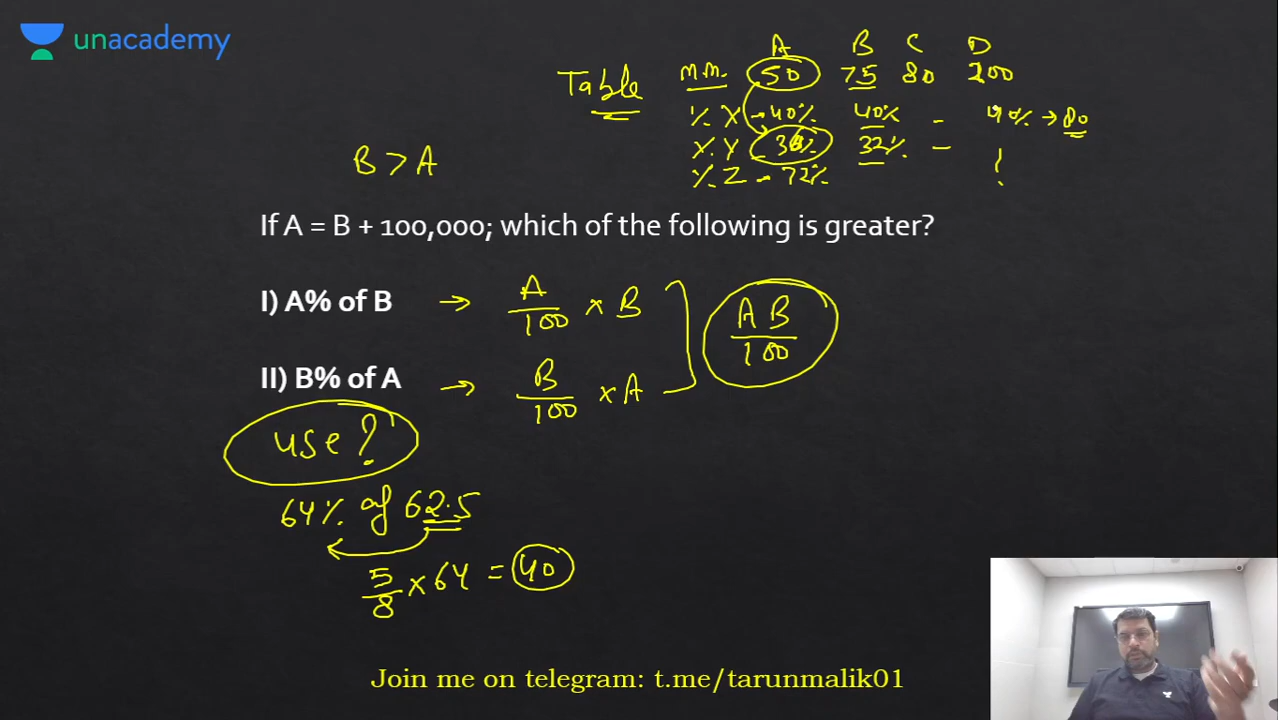 unacademy
A B C D
Table M.M. 50 75 80 200
% X → 40% 40% - 40% → 80
% Y - 36% 32% - ?
% Z - 72%
B > A
If A = B + 100,000; which of the following is greater?
I) A% of B → A/100 × B
AB/100
II) B% of A → B/100 × A
use?
64% of 62.5
5/8 × 64 = 40
Join me on telegram: t.me/tarunmalik01